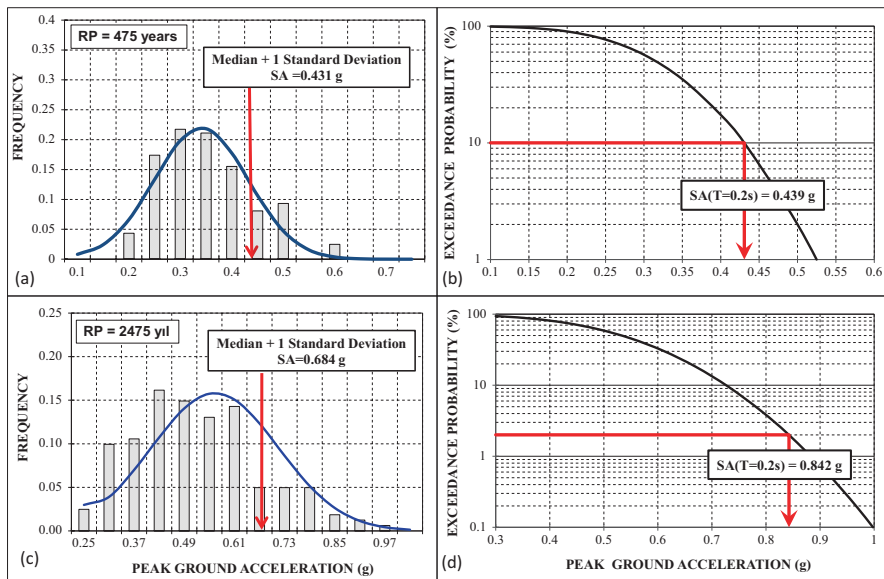 RP = 475 years
Median + 1 Standard Deviation
SA =0.431 g
FREQUENCY
0.4
0.35
0.3
0.25
0.2
0.15
0.1
0.05
0
0.1 0.2 0.3 0.4 0.5 0.6 0.7
(a)
EXCEEDANCE PROBABILITY (%)
100
10
1
SA(T=0.2s) = 0.439 g
0.1 0.15 0.2 0.25 0.3 0.35 0.4 0.45 0.5 0.55 0.6
(b)
RP = 2475 yıl
Median + 1 Standard Deviation
SA=0.684 g
FREQUENCY
0.25
0.20
0.15
0.10
0.05
0.00
0.25 0.37 0.49 0.61 0.73 0.85 0.97
(c)
PEAK GROUND ACCELERATION (g)
EXCEEDANCE PROBABILITY (%)
100
10
1
0.1
SA(T=0.2s) = 0.842 g
0.3 0.4 0.5 0.6 0.7 0.8 0.9 1
(d)
PEAK GROUND ACCELERATION (g)